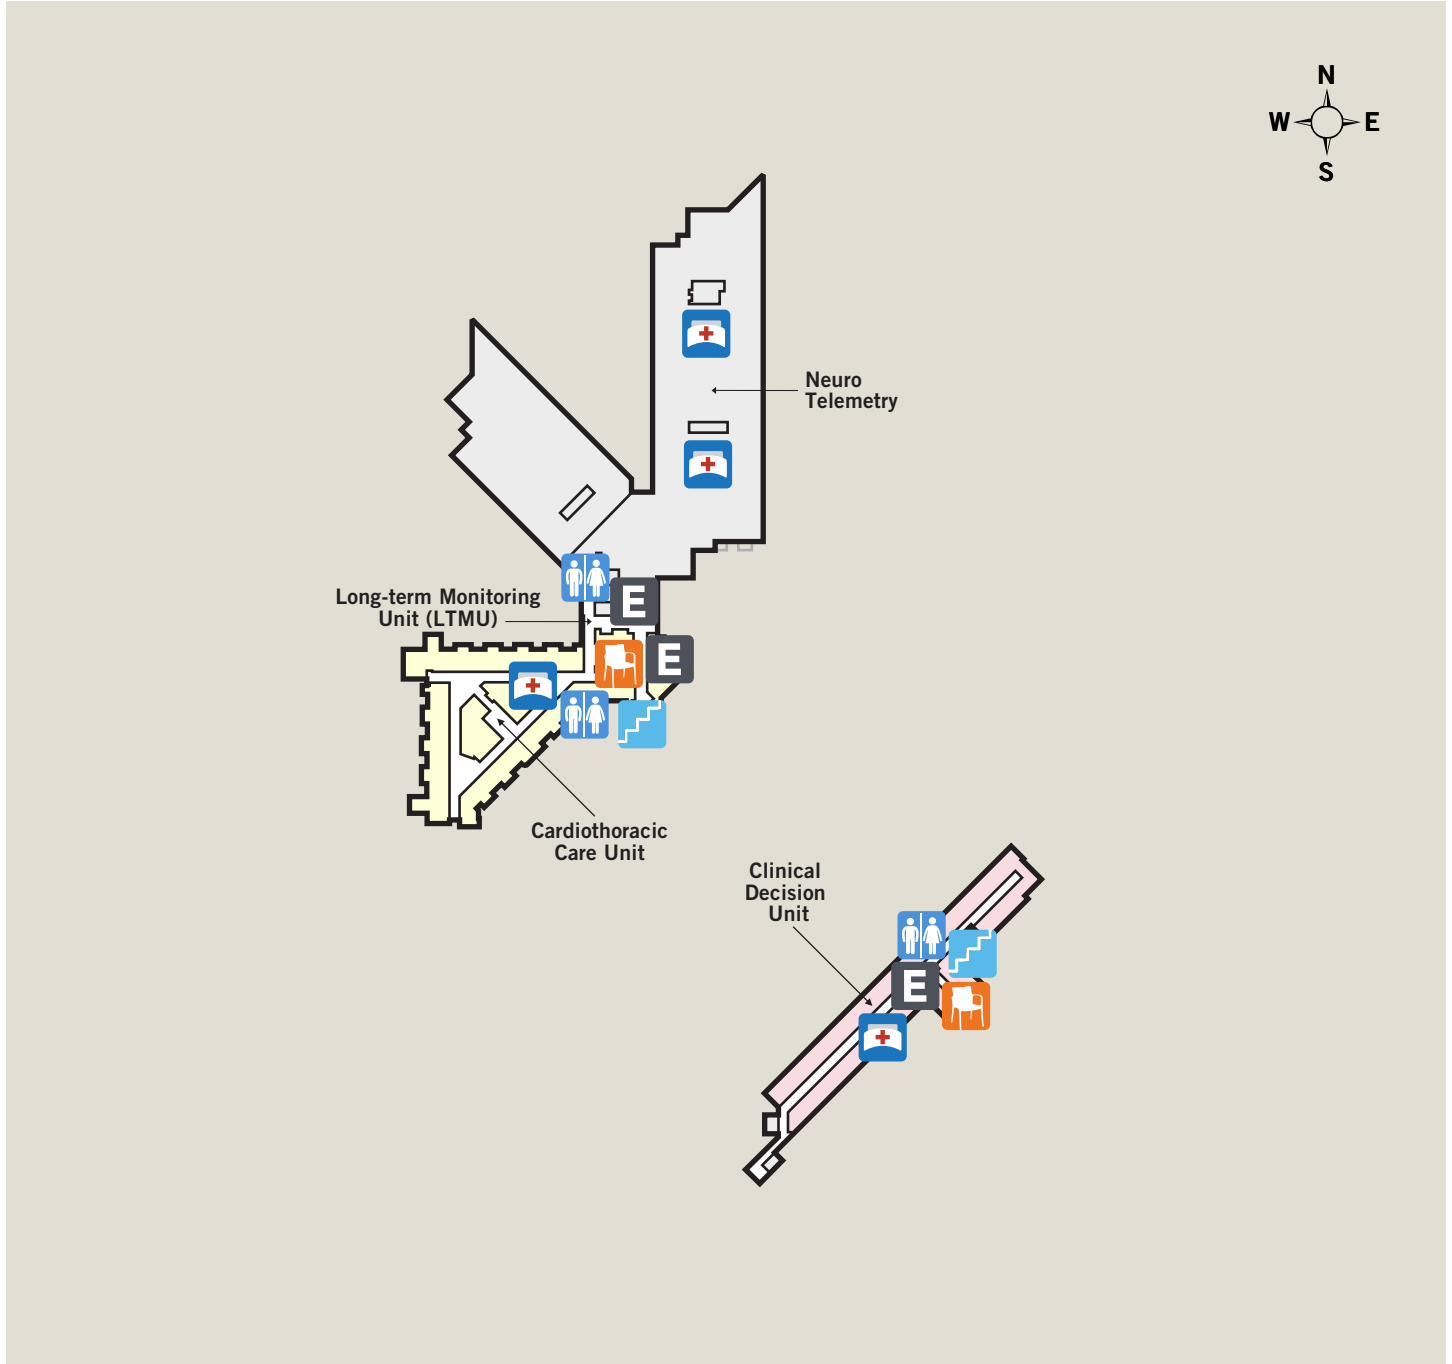 N
W E
S
Neuro
Telemetry
Long-term Monitoring
Unit (LTMU)
E
E
Cardiothoracic
Care Unit
Clinical
Decision
Unit
E